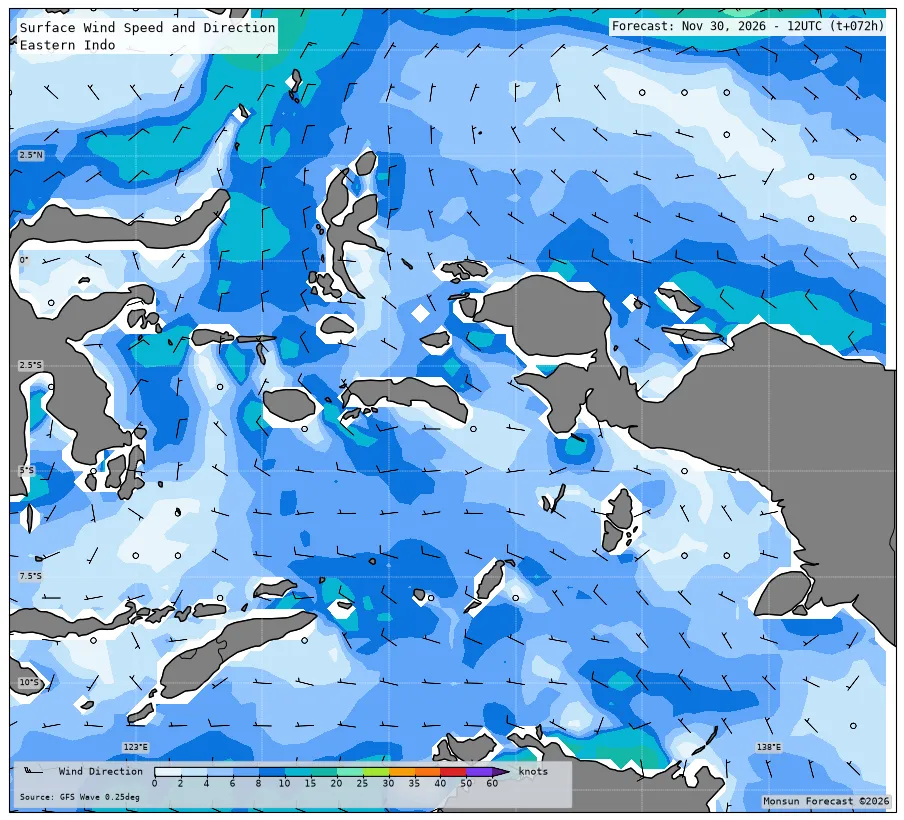 Surface Wind Speed and Direction
Eastern Indo
Forecast: Nov 30, 2026 - 12UTC (t+072h)
2.5°N
0°
2.5°S
5°S
7.5°S
10°S
123°E
138°E
Wind Direction
0 2 4 6 8 10 15 20 25 30 35 40 50 60
knots
Source: GFS Wave 0.25deg
Monsun Forecast ©2026